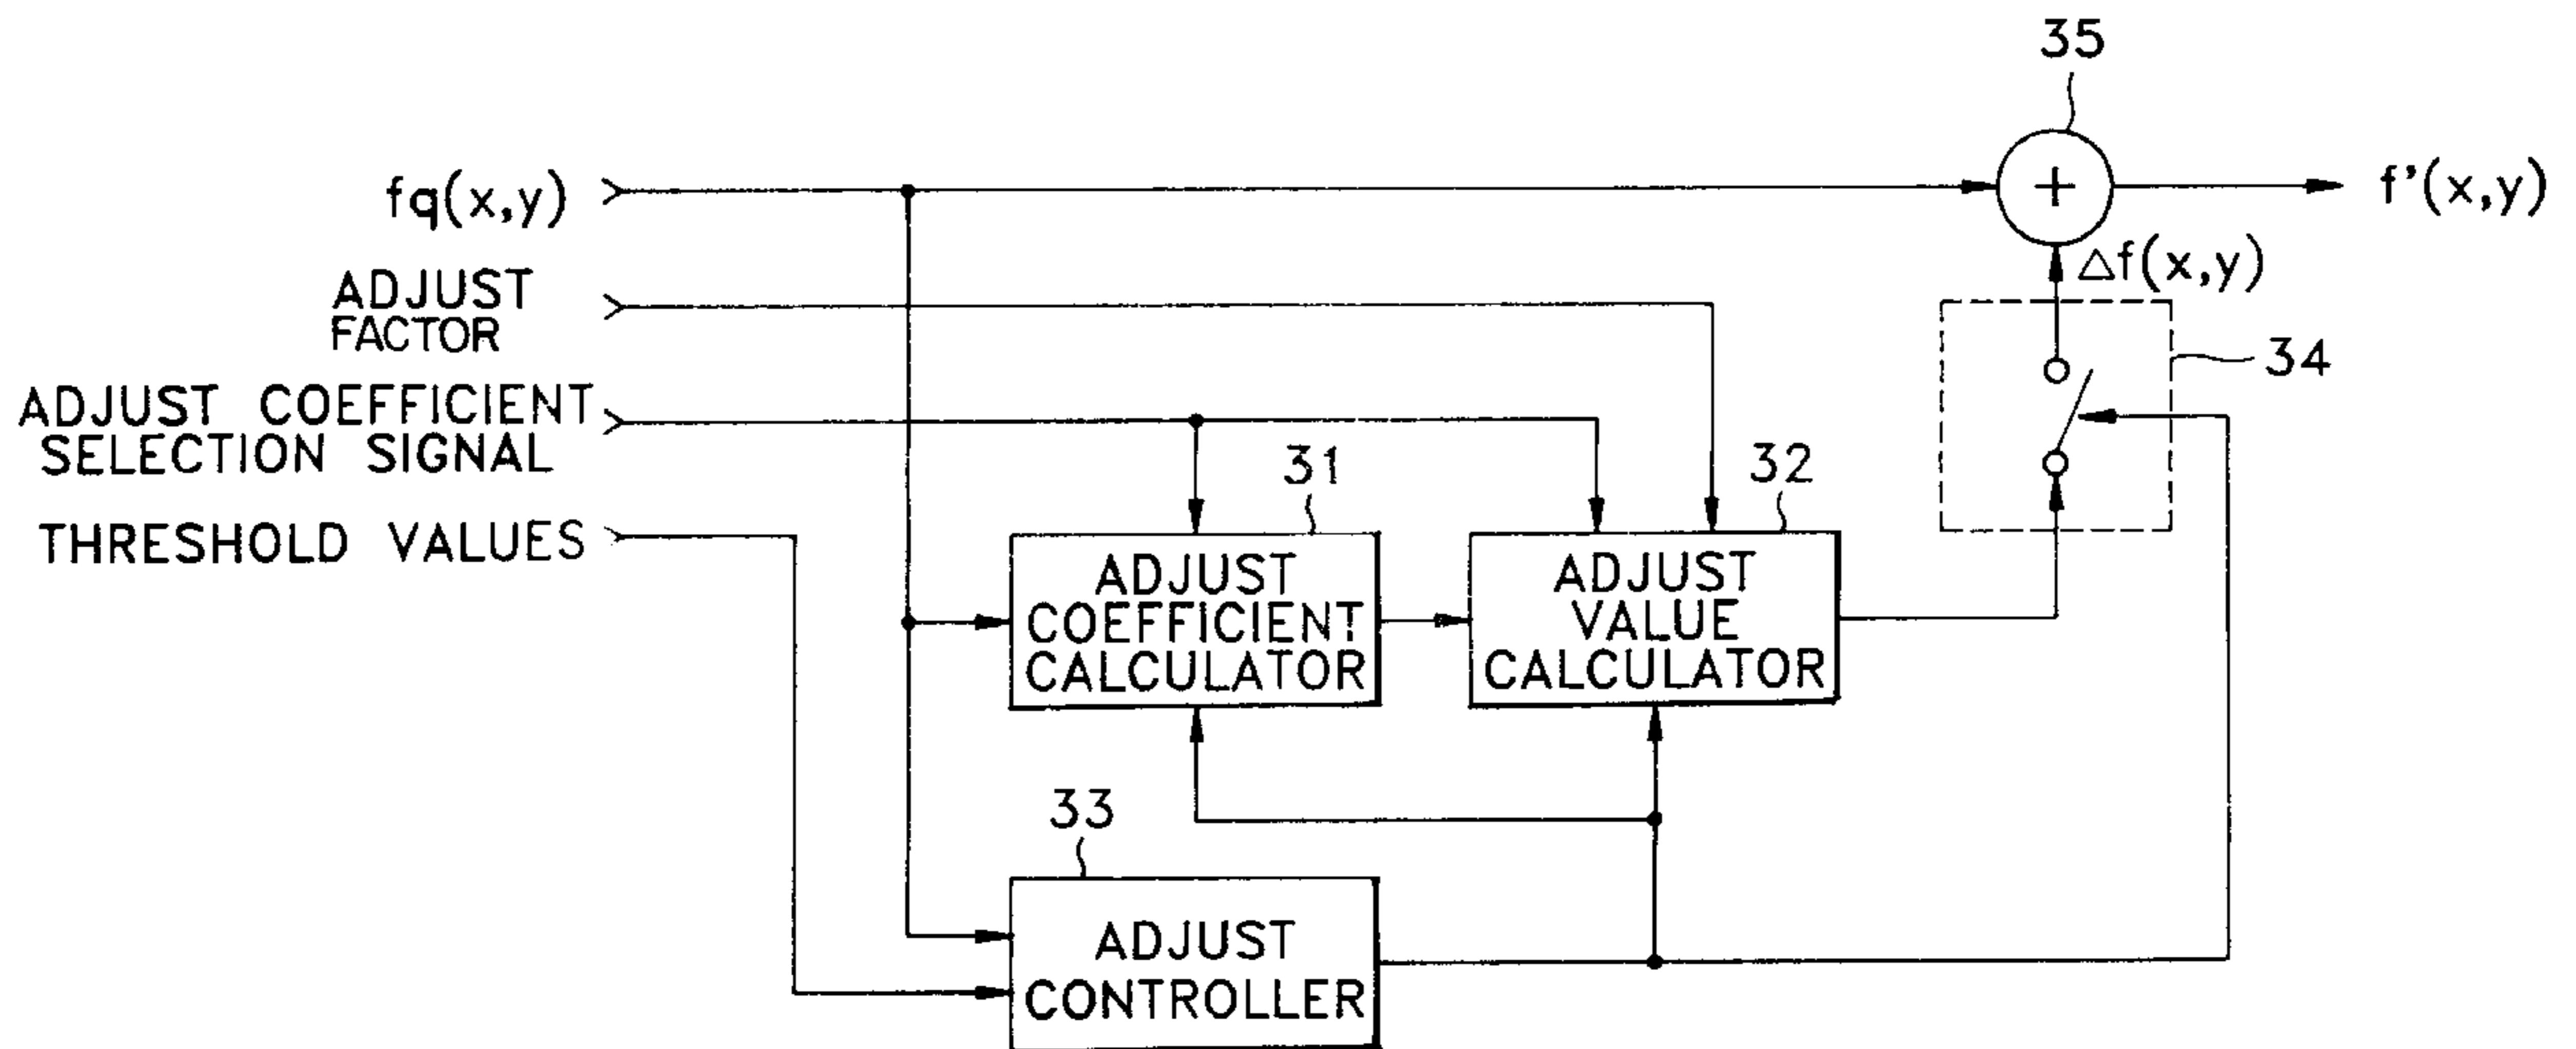 35
fq(x,y)
f'(x,y)
Δf(x,y)
ADJUST
FACTOR
34
ADJUST COEFFICIENT
SELECTION SIGNAL
31
32
THRESHOLD VALUES
ADJUST
COEFFICIENT
CALCULATOR
ADJUST
VALUE
CALCULATOR
33
ADJUST
CONTROLLER
+